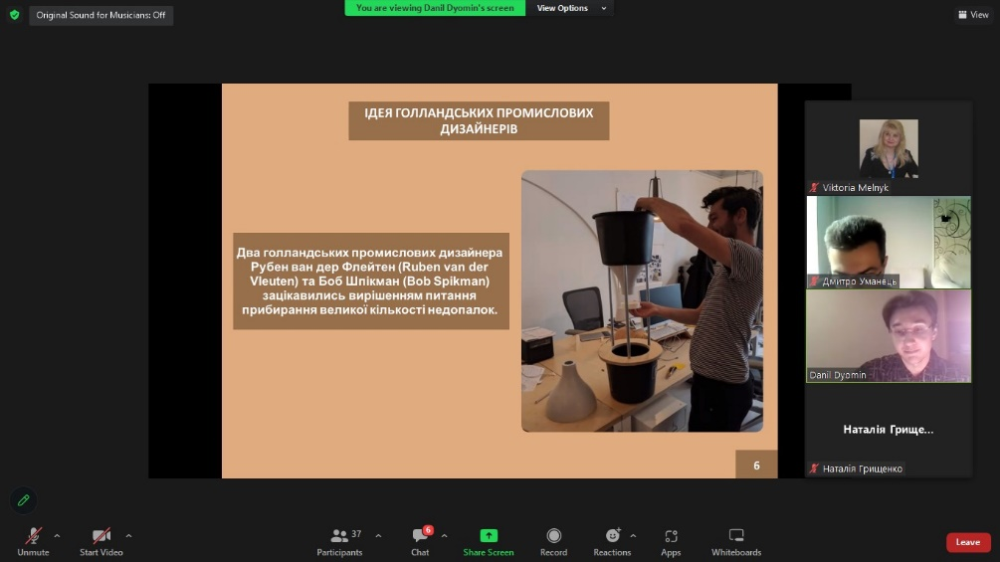 Original Sound for Musicians: Off
You are viewing Danil Dyomin's screen
View Options
View
ІДЕЯ ГОЛЛАНДСЬКИХ ПРОМИСЛОВИХ
ДИЗАЙНЕРІВ
Два голландських промислових дизайнера
Рубен ван дер Флейтен (Ruben van der
Vleuten) та Боб Шпікман (Bob Spikman)
зацікавились вирішенням питання
прибирання великої кількості недопалок.
6
Viktoria Melnyk
Дмитро Уманець
Danil Dyomin
Наталія Грище...
Наталія Грищенко
Unmute
Start Video
37
Participants
6
Chat
Share Screen
Record
Reactions
Apps
Whiteboards
Leave